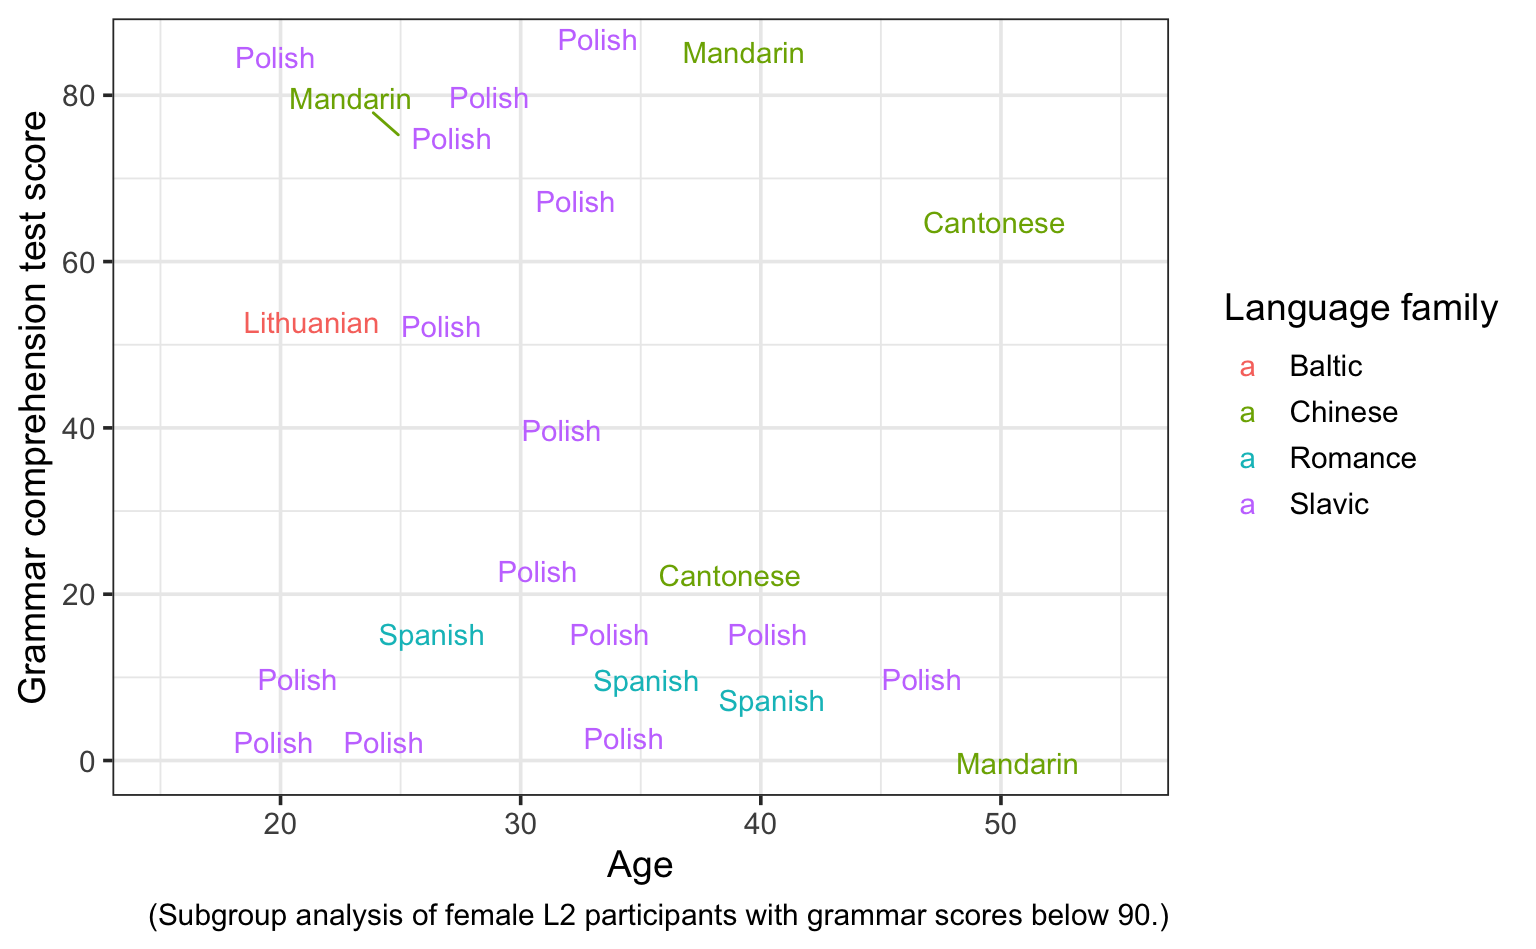 Grammar comprehension test score
80
60
40
20
0
Polish
Polish
Mandarin
Mandarin
Polish
Polish
Polish
Cantonese
Lithuanian
Polish
Polish
Polish
Cantonese
Spanish
Polish
Polish
Polish
Spanish
Polish
Spanish
Polish
Polish
Polish
Mandarin
20
30
40
50
Age
(Subgroup analysis of female L2 participants with grammar scores below 90.)
Language family
a Baltic
a Chinese
a Romance
a Slavic